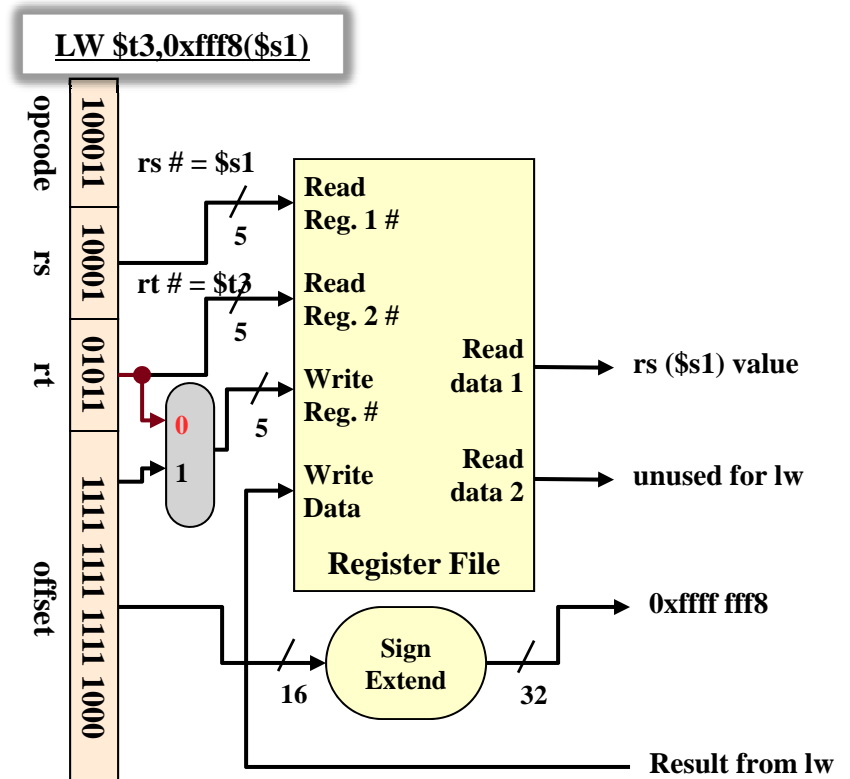 LW $t3,0xfff8($s1)
opcode
100011
rs # = $s1
5
Read
Reg. 1 #
rs
10001
rt # = $t3
5
Read
Reg. 2 #
rt
01011
0
1
5
Write
Reg. #
Write
Data
Read
data 1
rs ($s1) value
Read
data 2
unused for lw
Register File
offset
1111 1111 1111 1000
16
Sign
Extend
32
0xffff fff8
Result from lw